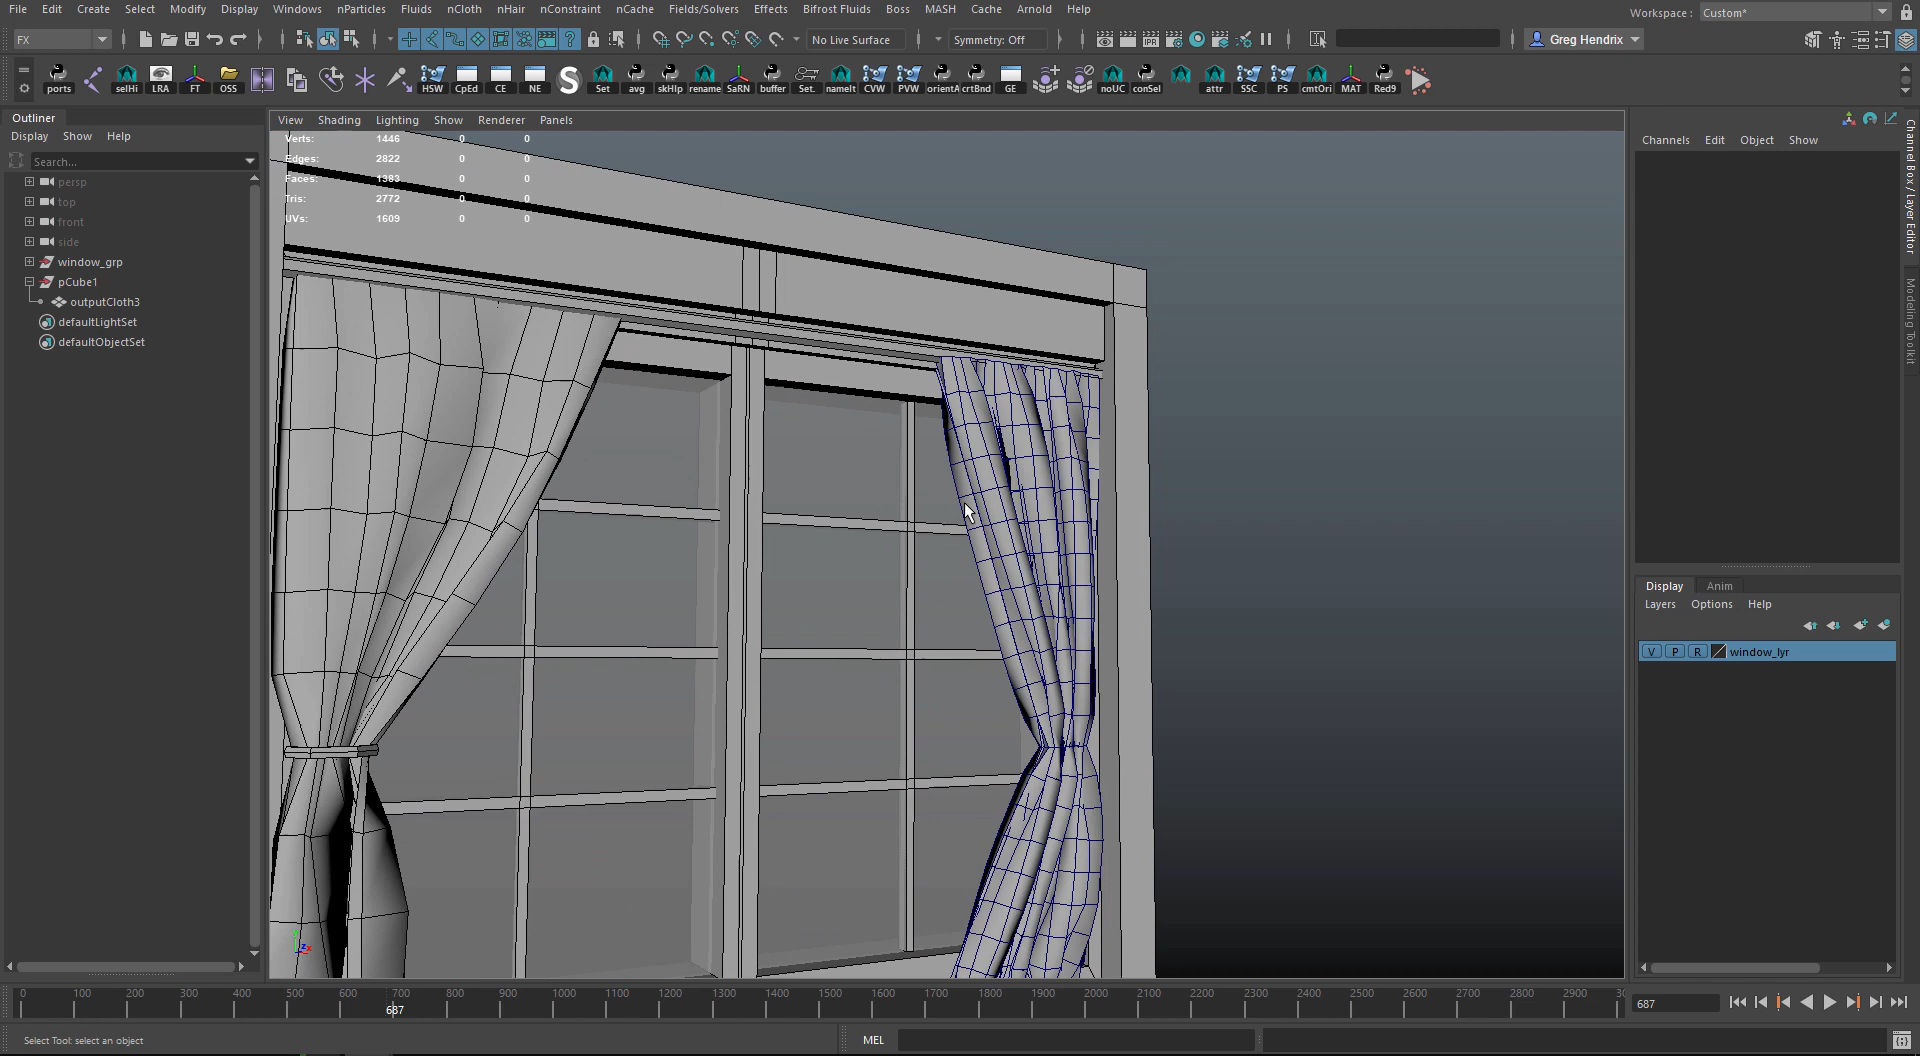 File Edit Create Select Modify Display Windows nParticles Fluids nCloth nHair nConstraint nCache Fields/Solvers Effects Bifrost Fluids Boss MASH Cache Arnold Help
Workspace : Custom*
FX No Live Surface Symmetry: Off Greg Hendrix
ports selHi LRA FT OSS HSW CpEd CE NE Set avg skHlp rename SaRN buffer Set. nameIt CVW PVW orientA crtBnd GE noUC conSel attr SSC PS cmtOri MAT Red9
Outliner
Display Show Help
Search...
persp
top
front
side
window_grp
pCube1
outputCloth3
defaultLightSet
defaultObjectSet
View Shading Lighting Show Renderer Panels
Verts: 1446 0 0
Edges: 2822 0 0
Faces: 1383 0 0
Tris: 2772 0 0
UVs: 1609 0 0
Channels Edit Object Show
Channel Box / Layer Editor
Modeling Toolkit
Display Anim
Layers Options Help
V P R window_lyr
0 100 200 300 400 500 600 700 800 900 1000 1100 1200 1300 1400 1500 1600 1700 1800 1900 2000 2100 2200 2300 2400 2500 2600 2700 2800 2900
687
687
Select Tool: select an object
MEL